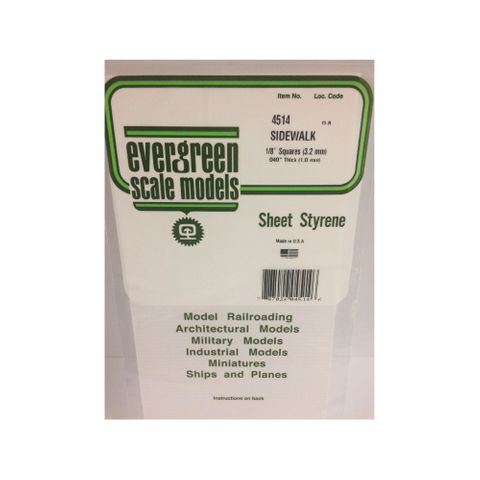 Item No. Loc. Code
4514 n a
SIDEWALK
1/8" Squares (3.2 mm)
.040" Thick (1.0 mm)
evergreen
scale models
Sheet Styrene
Made in U.S.A
Model Railroading
Architectural Models
Military Models
Industrial Models
Miniatures
Ships and Planes
Instructions on back